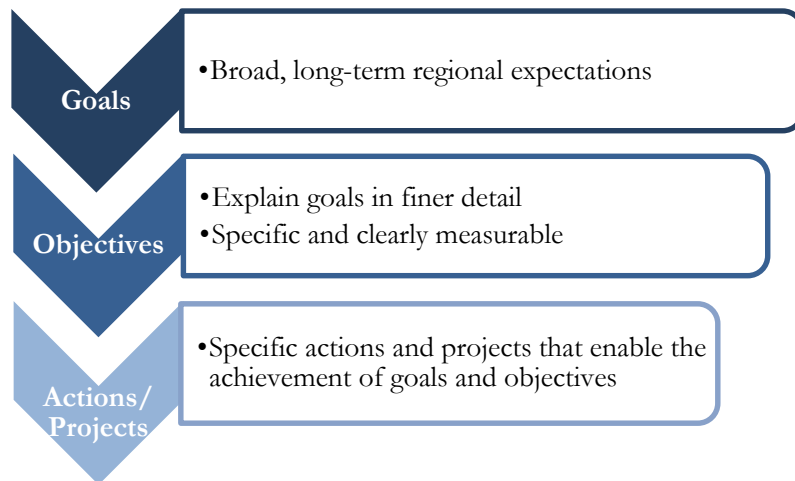 Goals
•Broad, long-term regional expectations
Objectives
•Explain goals in finer detail
•Specific and clearly measurable
Actions/
Projects
•Specific actions and projects that enable the
achievement of goals and objectives